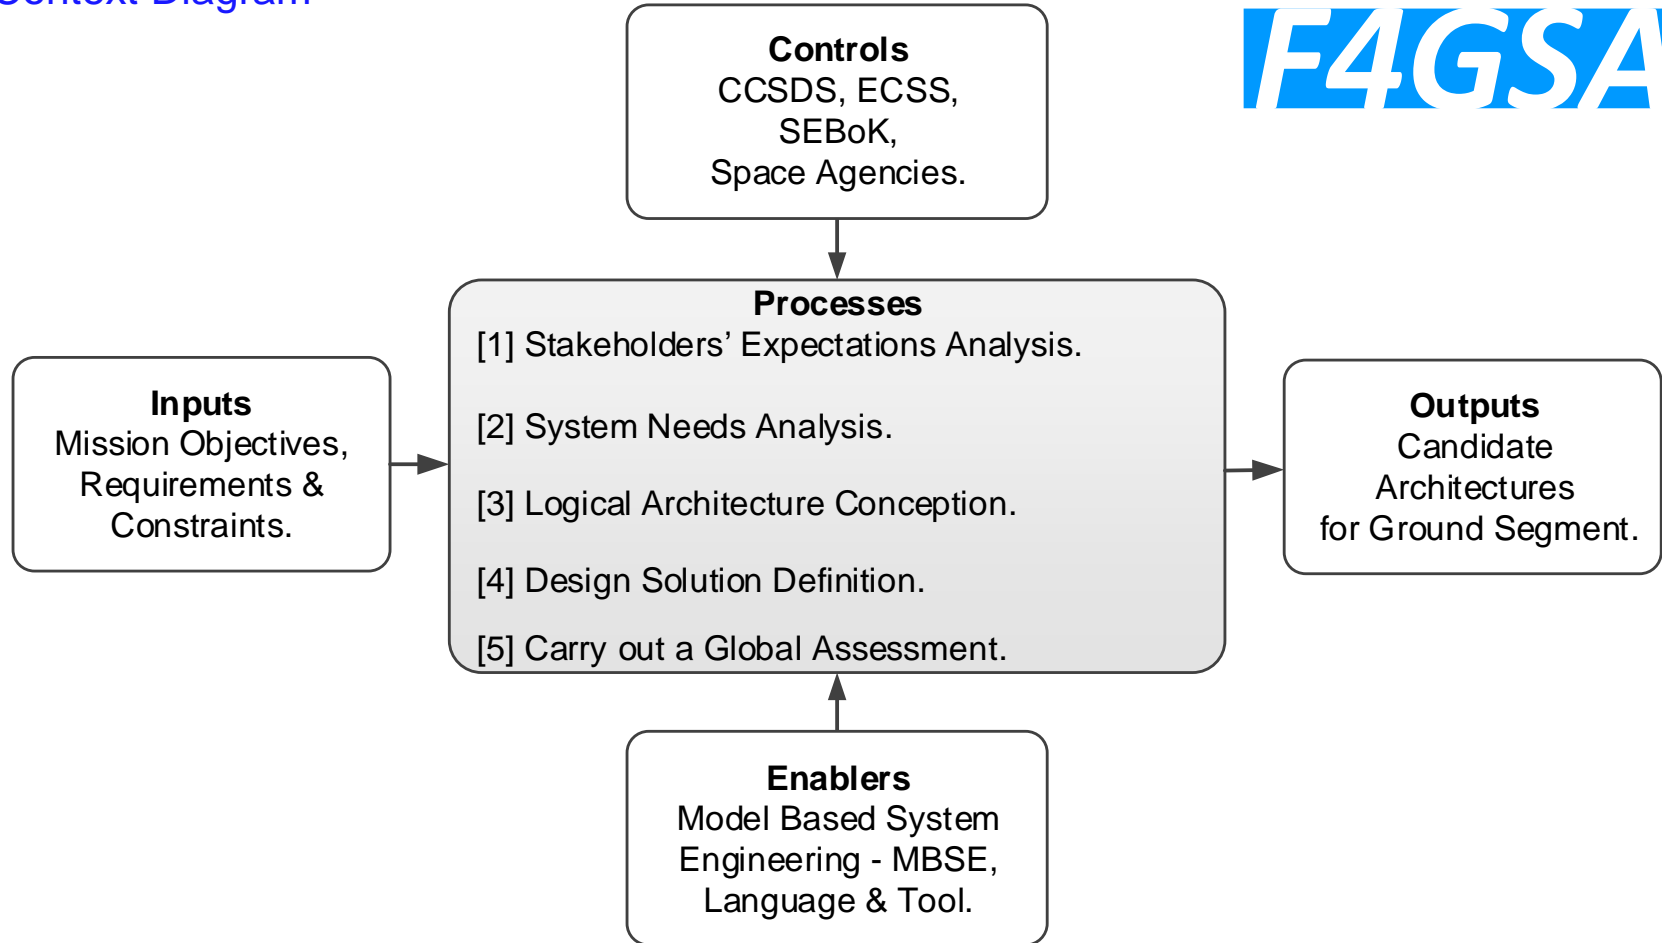 Context Diagram
F4GSA
Controls
CCSDS, ECSS,
SEBoK,
Space Agencies.
Processes
[1] Stakeholders’ Expectations Analysis.
[2] System Needs Analysis.
[3] Logical Architecture Conception.
[4] Design Solution Definition.
[5] Carry out a Global Assessment.
Inputs
Mission Objectives,
Requirements &
Constraints.
Outputs
Candidate
Architectures
for Ground Segment.
Enablers
Model Based System
Engineering - MBSE,
Language & Tool.